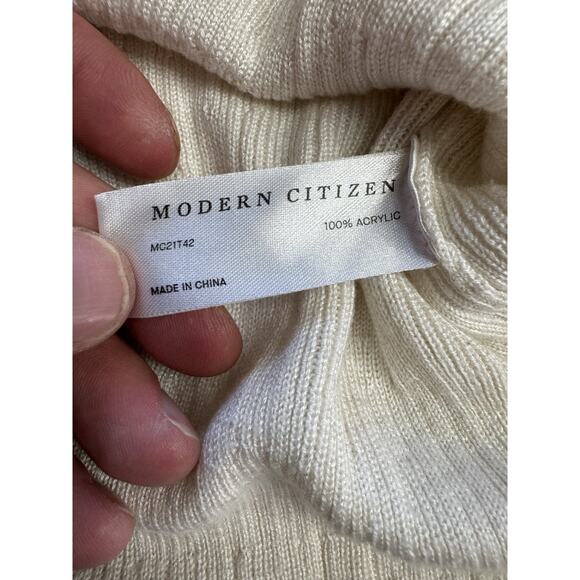 MODERN CITIZEN
MC21T42 100% ACRYLIC
MADE IN CHINA